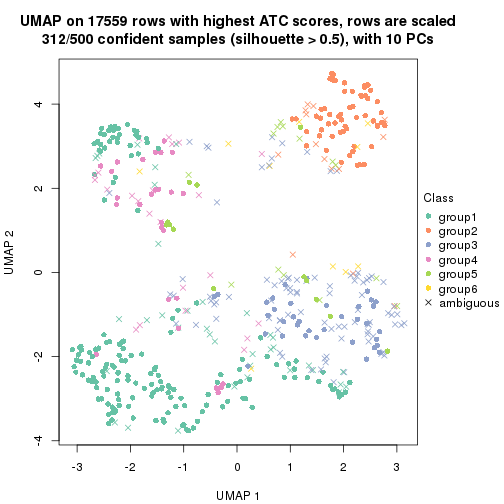 UMAP on 17559 rows with highest ATC scores, rows are scaled
312/500 confident samples (silhouette > 0.5), with 10 PCs
4
2
0
-2
-4
UMAP 2
-3
-2
-1
0
1
2
3
UMAP 1
Class
group1
group2
group3
group4
group5
group6
ambiguous